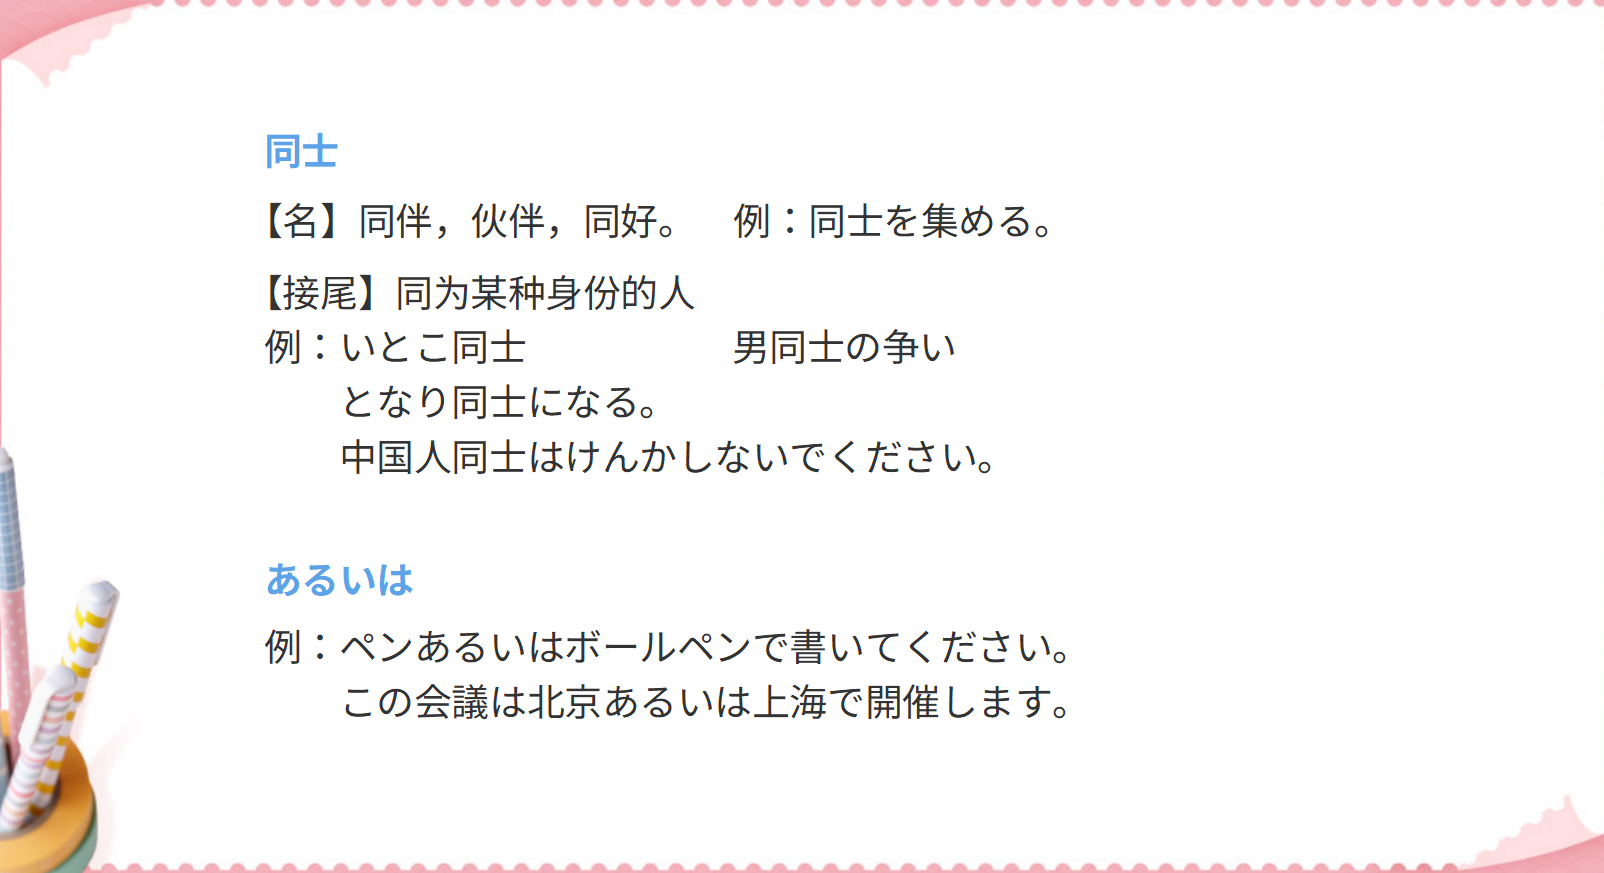 同士
【名】同伴，伙伴，同好。　例：同士を集める。
【接尾】同为某种身份的人
例：いとこ同士　　　　　男同士の争い
となり同士になる。
中国人同士はけんかしないでください。
あるいは
例：ペンあるいはボールペンで書いてください。
この会議は北京あるいは上海で開催します。